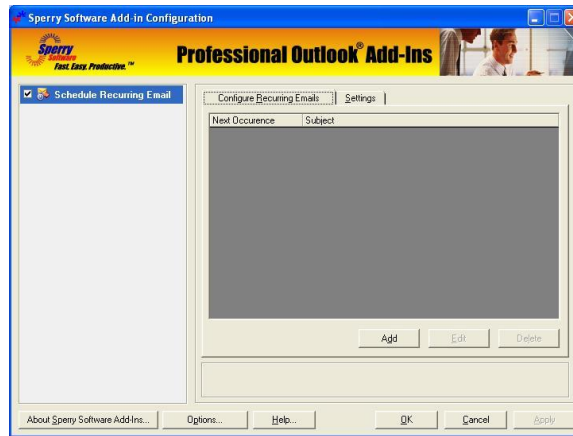 Sperry Software Add-in Configuration
Sperry
Software
Fast. Easy. Productive.™
Professional Outlook® Add-Ins
Schedule Recurring Email
Configure Recurring Emails
Settings
Next Occurence
Subject
Add
Edit
Delete
About Sperry Software Add-Ins...
Options...
Help...
OK
Cancel
Apply